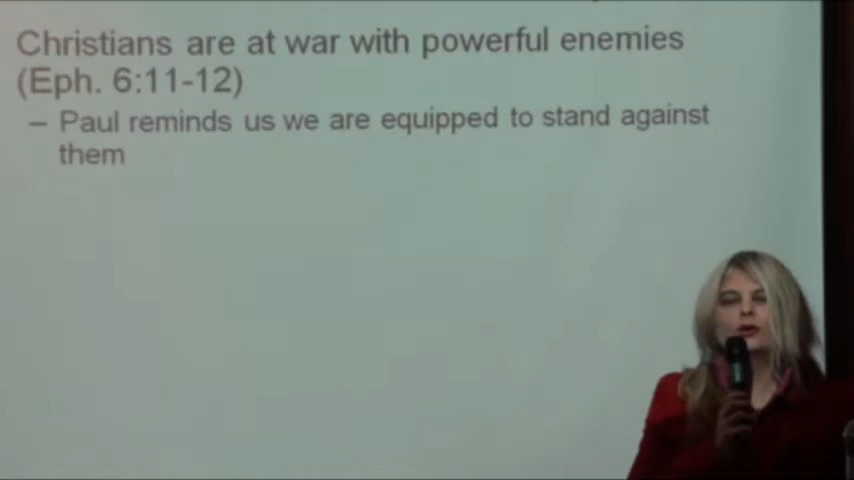 Christians are at war with powerful enemies
(Eph. 6:11-12)
– Paul reminds us we are equipped to stand against
them